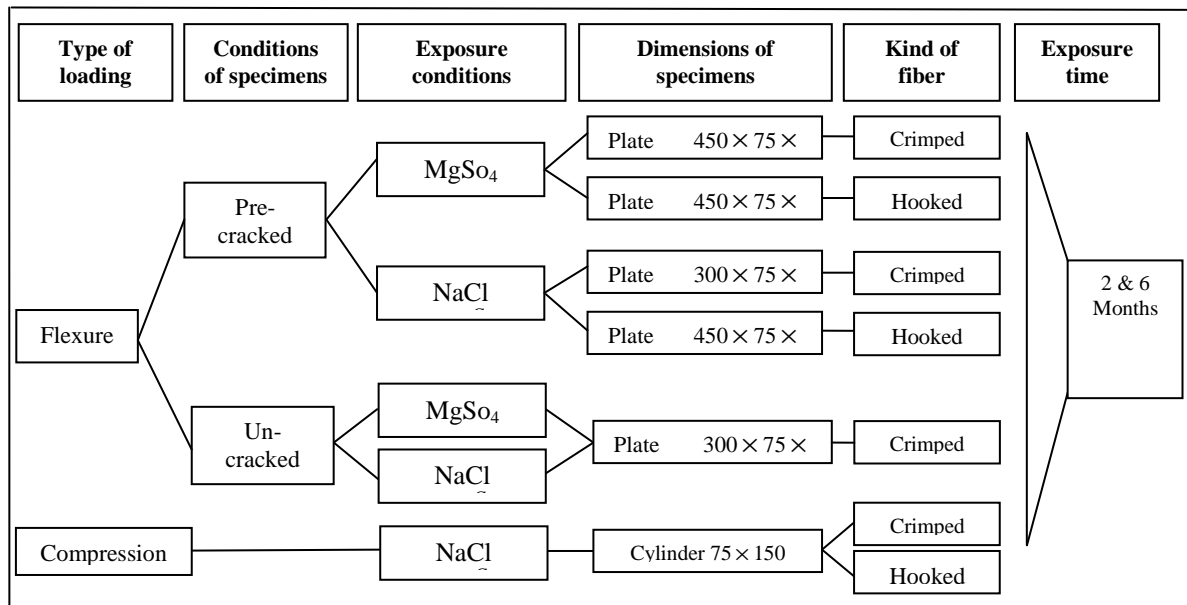 Type of
loading
Conditions
of specimens
Exposure
conditions
Dimensions of
specimens
Kind of
fiber
Exposure
time
Flexure
Pre-
cracked
MgSo₄
Plate 450 × 75 ×
Crimped
Plate 450 × 75 ×
Hooked
NaCl
Plate 300 × 75 ×
Crimped
Plate 450 × 75 ×
Hooked
2 & 6
Months
Un-
cracked
MgSo₄
NaCl
Plate 300 × 75 ×
Crimped
Compression
NaCl
Cylinder 75 × 150
Crimped
Hooked